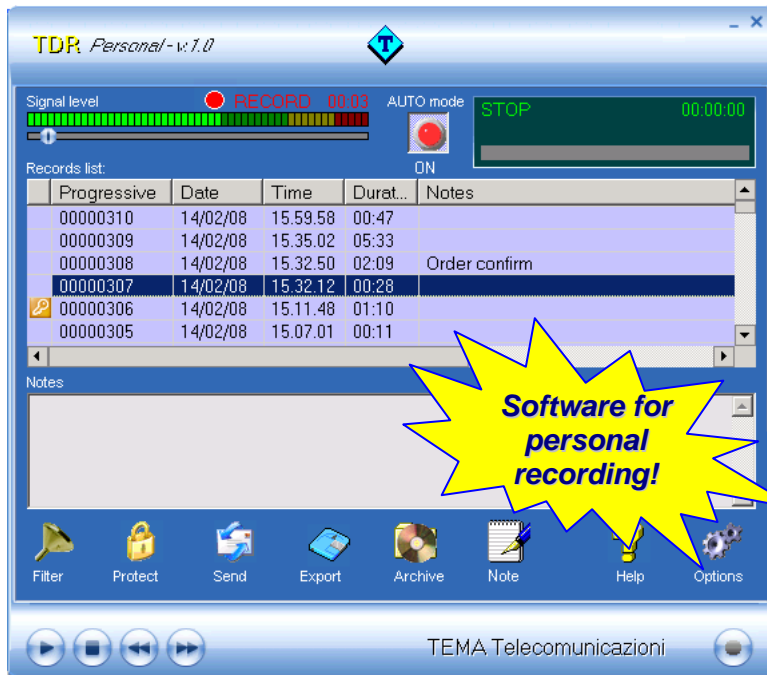 TDR Personal - v.1.0
T
Signal level
RECORD 00:03
AUTO mode
STOP 00:00:00
ON
Records list:
Progressive Date Time Durat... Notes
00000310 14/02/08 15.59.58 00:47
00000309 14/02/08 15.35.02 05:33
00000308 14/02/08 15.32.50 02:09 Order confirm
00000307 14/02/08 15.32.12 00:28
00000306 14/02/08 15.11.48 01:10
00000305 14/02/08 15.07.01 00:11
Notes
Software for
personal
recording!
Filter Protect Send Export Archive Note Help Options
TEMA Telecomunicazioni